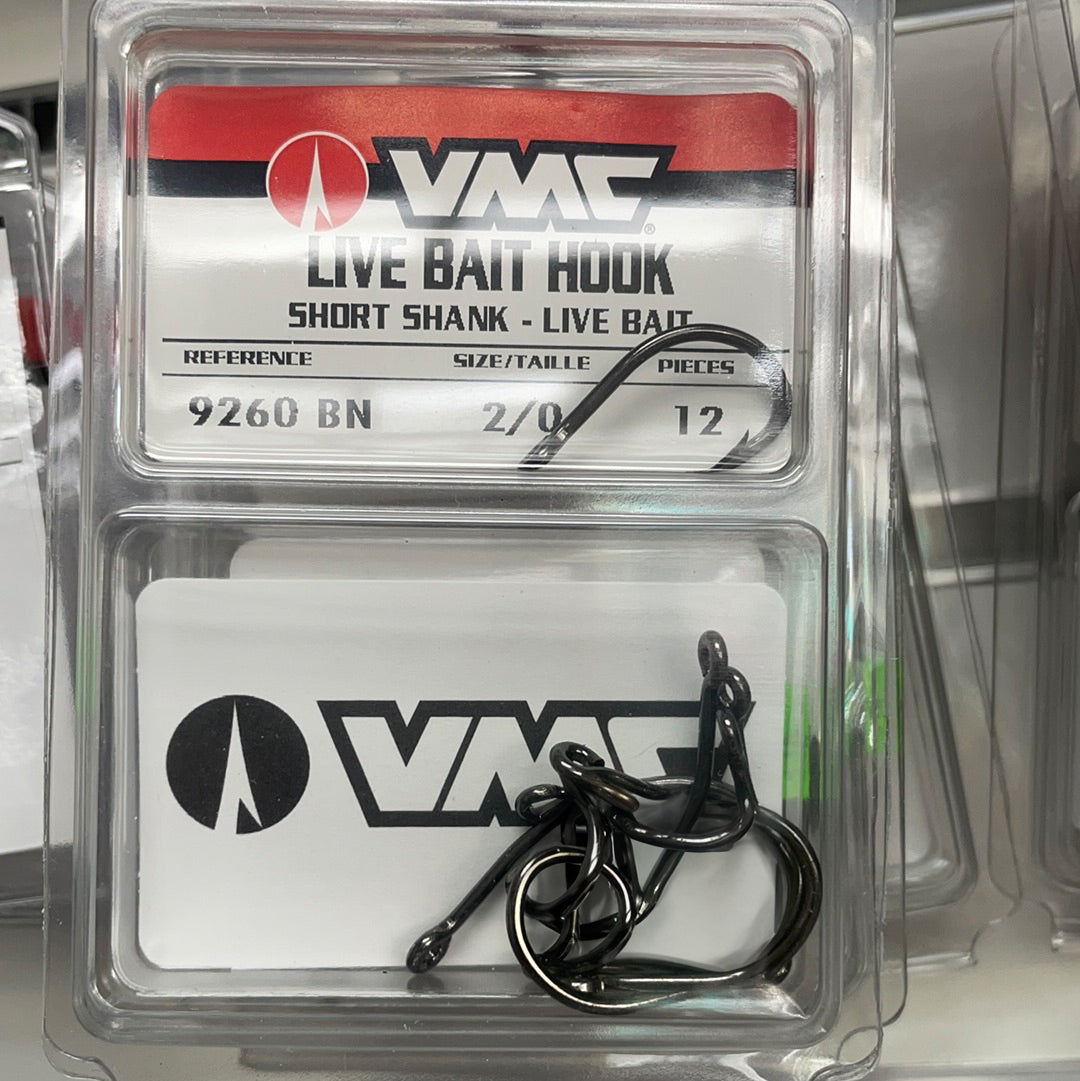 VMC®
LIVE BAIT HOOK
SHORT SHANK - LIVE BAIT
REFERENCE SIZE/TAILLE PIECES
9260 BN 2/0 12
VMC